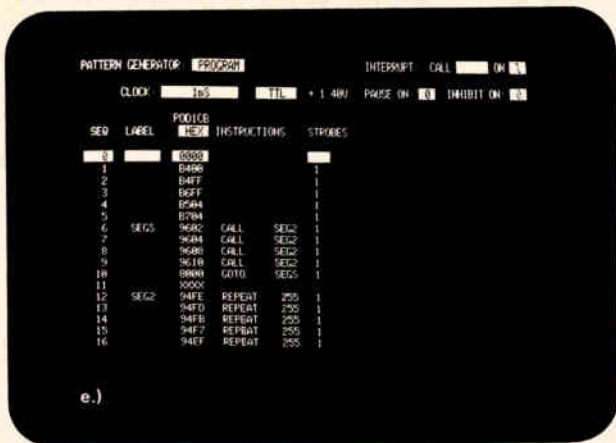 PATTERN GENERATOR: PROGRAM INTERRUPT: CALL ON 1
CLOCK: 1mS TTL + 1.40V PAUSE ON: 0 INHIBIT ON: 0
POD1CB
SEQ LABEL HEX INSTRUCTIONS STROBES
0 0000
1 B400 1
2 B4FF 1
3 B6FF 1
4 B504 1
5 B704 1
6 SEGS 9602 CALL SEG2 1
7 9604 CALL SEG2 1
8 9608 CALL SEG2 1
9 9610 CALL SEG2 1
10 0000 GOTO SEGS 1
11 XXXX
12 SEG2 94FE REPEAT 255 1
13 94FD REPEAT 255 1
14 94FB REPEAT 255 1
15 94F7 REPEAT 255 1
16 94EF REPEAT 255 1
e.)